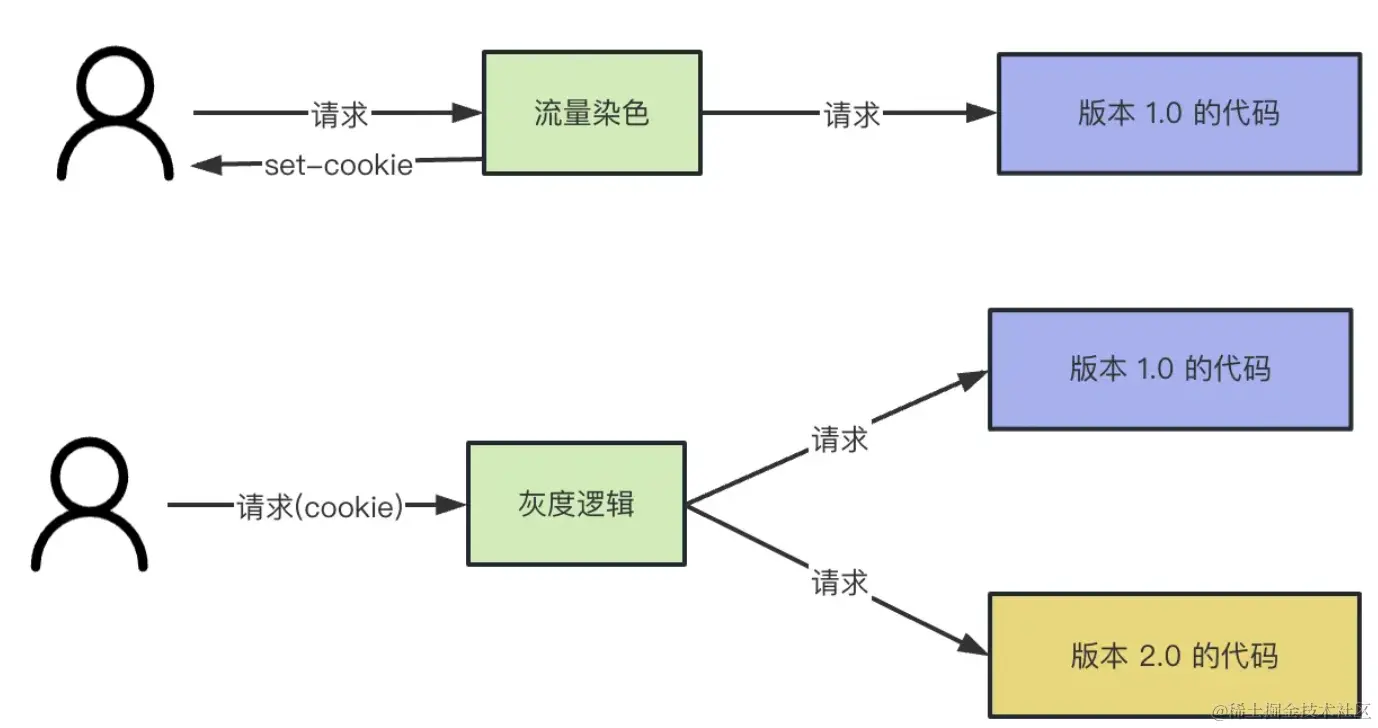 请求
流量染色
请求
版本 1.0 的代码
set-cookie
版本 1.0 的代码
请求
请求(cookie)
灰度逻辑
请求
版本 2.0 的代码
@稀土掘金技术社区